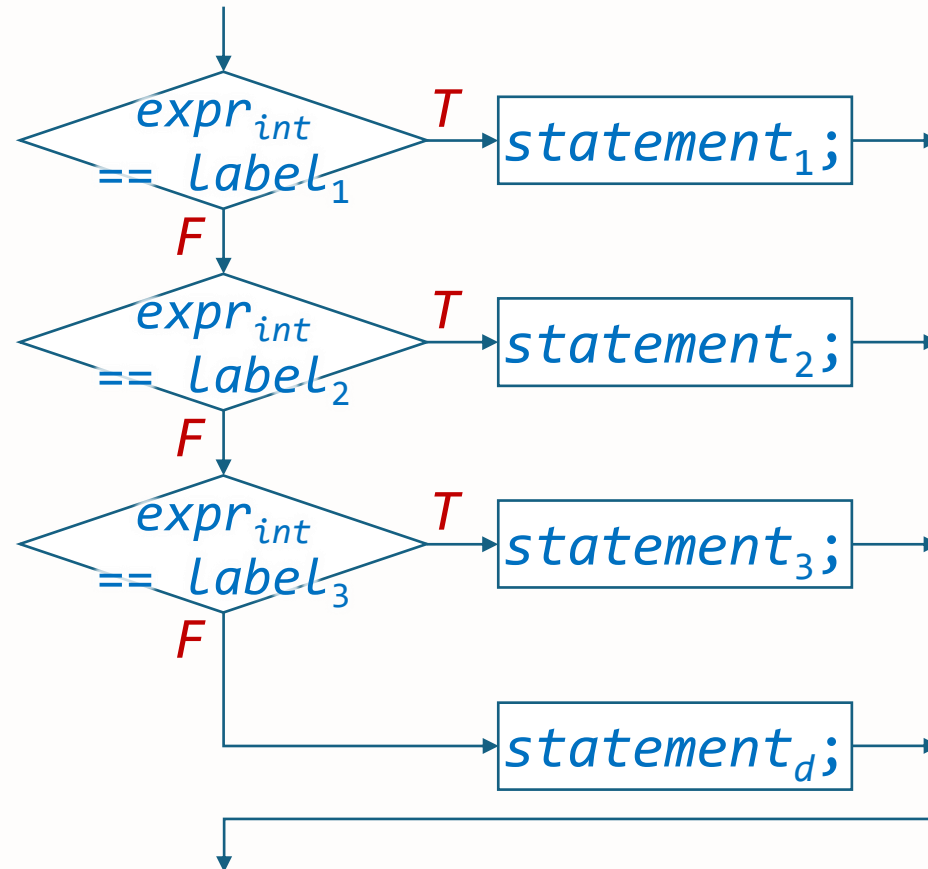 expr_int
== label_1
T
statement_1;
F
expr_int
== label_2
T
statement_2;
F
expr_int
== label_3
T
statement_3;
F
statement_d;